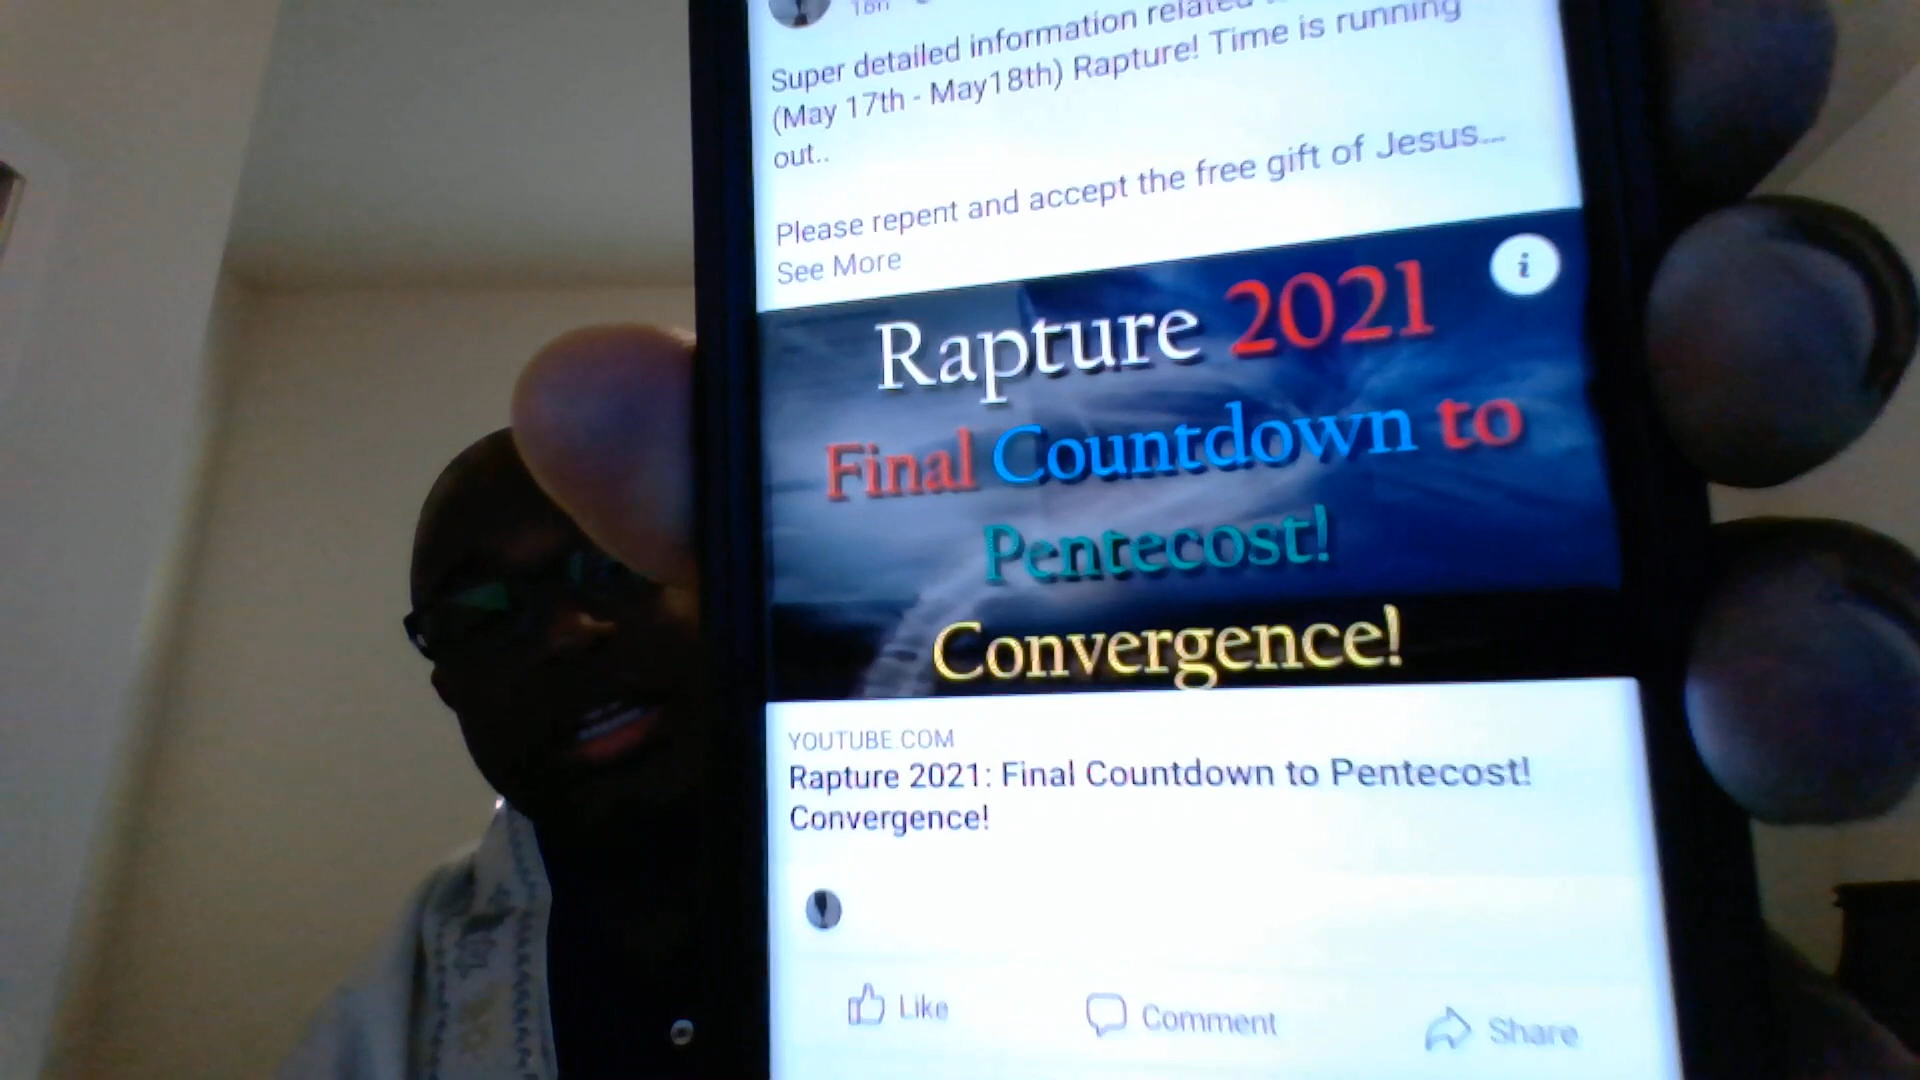 16h
Super detailed information related
(May 17th - May18th) Rapture! Time is running
out..
Please repent and accept the free gift of Jesus...
See More
i
Rapture 2021
Final Countdown to
Pentecost!
Convergence!
YOUTUBE.COM
Rapture 2021: Final Countdown to Pentecost!
Convergence!
Like
Comment
Share